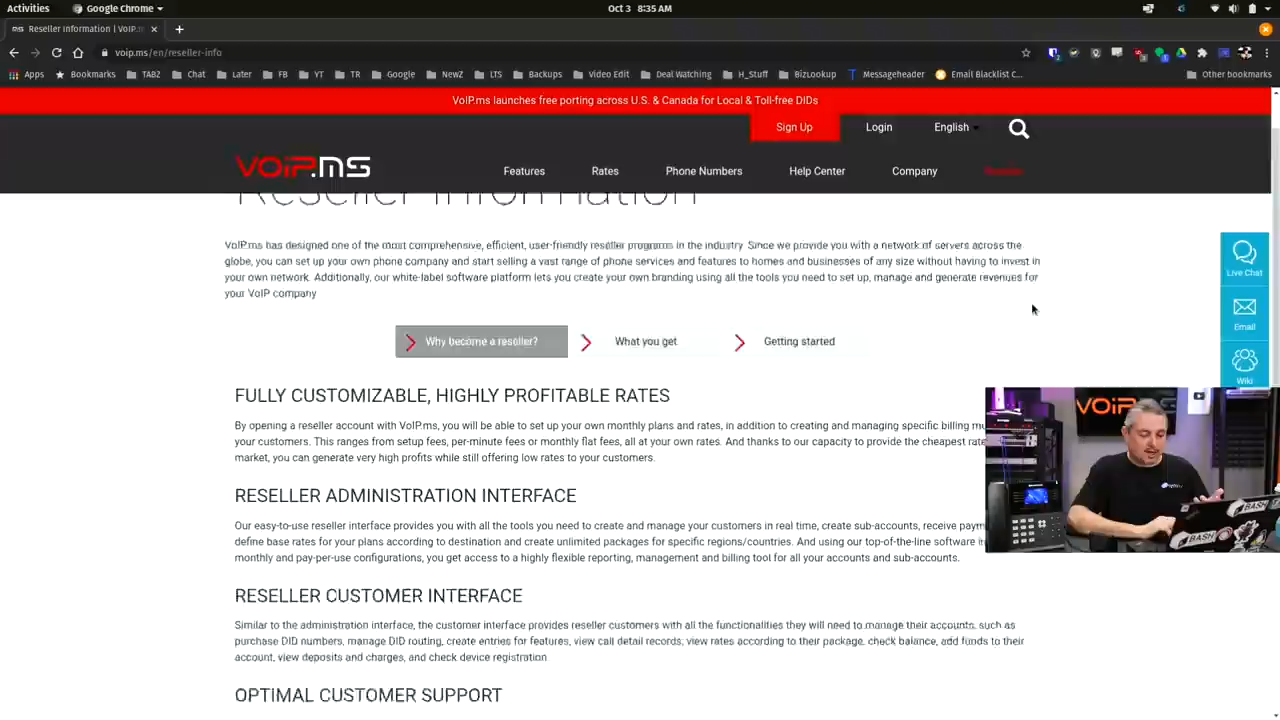 Activities
Google Chrome
Oct 3 8:35 AM
Reseller Information | VoIP.m
voip.ms/en/reseller-info
Apps
Bookmarks
TABZ
Chat
Later
FB
YT
TR
Google
NewZ
LTS
Backups
Video Edit
Deal Watching
H_Stuff
BizLookup
Messageheader
Email Blacklist C...
Other bookmarks
VoIP.ms launches free porting across U.S. & Canada for Local & Toll-free DIDs
Sign Up
Login
English
VOIP.MS
Features
Rates
Phone Numbers
Help Center
Company
Reseller
Reseller Information
VoIP.ms has designed one of the most comprehensive, efficient, user-friendly reseller programs in the industry. Since we provide you with a network of servers across the
globe, you can set up your own phone company and start selling a vast range of phone services and features to homes and businesses of any size without having to invest in
your own network. Additionally, our white-label software platform lets you create your own branding using all the tools you need to set up, manage and generate revenues for
your VoIP company
Live Chat
Email
Wiki
Why become a reseller?
What you get
Getting started
FULLY CUSTOMIZABLE, HIGHLY PROFITABLE RATES
By opening a reseller account with VoIP.ms, you will be able to set up your own monthly plans and rates, in addition to creating and managing specific billing
your customers. This ranges from setup fees, per-minute fees or monthly flat fees, all at your own rates. And thanks to our capacity to provide the cheapest rate
market, you can generate very high profits while still offering low rates to your customers.
RESELLER ADMINISTRATION INTERFACE
Our easy-to-use reseller interface provides you with all the tools you need to create and manage your customers in real time, create sub-accounts, receive
define base rates for your plans according to destination and create unlimited packages for specific regions/countries. And using our top-of-the-line software
monthly and pay-per-use configurations, you get access to a highly flexible reporting, management and billing tool for all your accounts and sub-accounts.
RESELLER CUSTOMER INTERFACE
Similar to the administration interface, the customer interface provides reseller customers with all the functionalities they will need to manage their accounts, such as
purchase DID numbers, manage DID routing, create entries for features, view call detail records, view rates according to their package, check balance, add funds to their
account, view deposits and charges, and check device registration
OPTIMAL CUSTOMER SUPPORT
VOIP
BASH
BASH